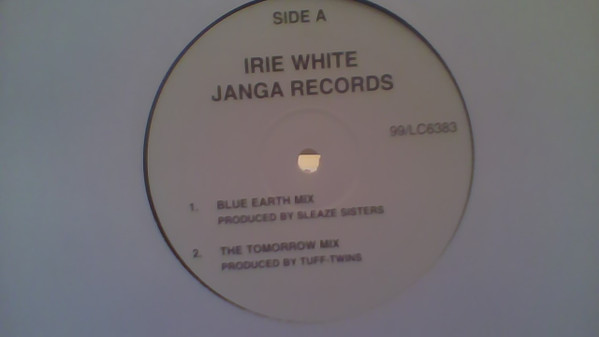 SIDE A
IRIE WHITE
JANGA RECORDS
99/LC6383
1. BLUE EARTH MIX
PRODUCED BY SLEAZE SISTERS
2. THE TOMORROW MIX
PRODUCED BY TUFF-TWINS